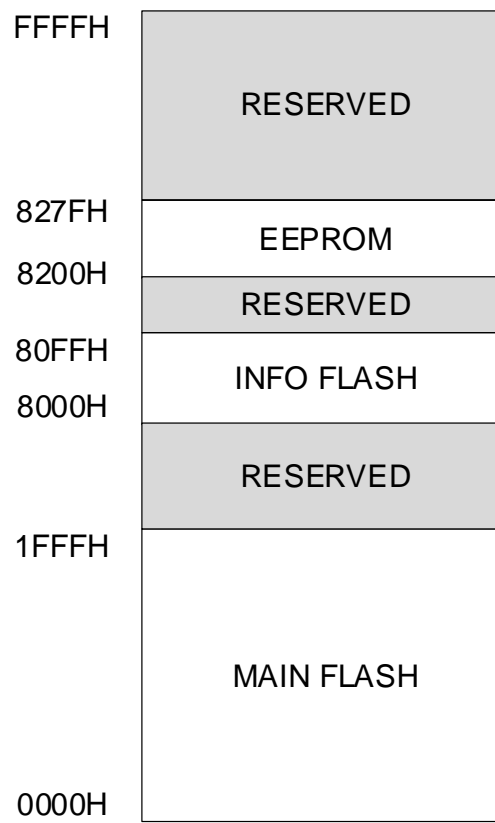 FFFFH
RESERVED
827FH
EEPROM
8200H
RESERVED
80FFH
INFO FLASH
8000H
RESERVED
1FFFH
MAIN FLASH
0000H